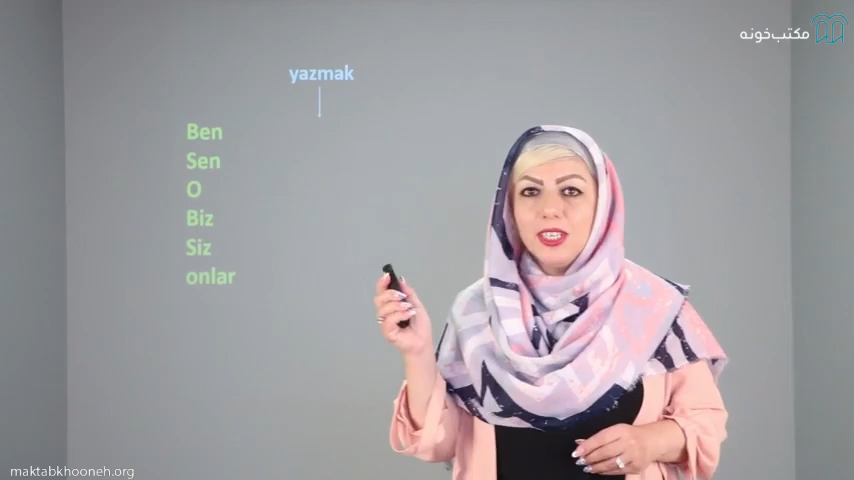 مکتب‌خونه
yazmak
Ben
Sen
O
Biz
Siz
onlar
maktabkhooneh.org